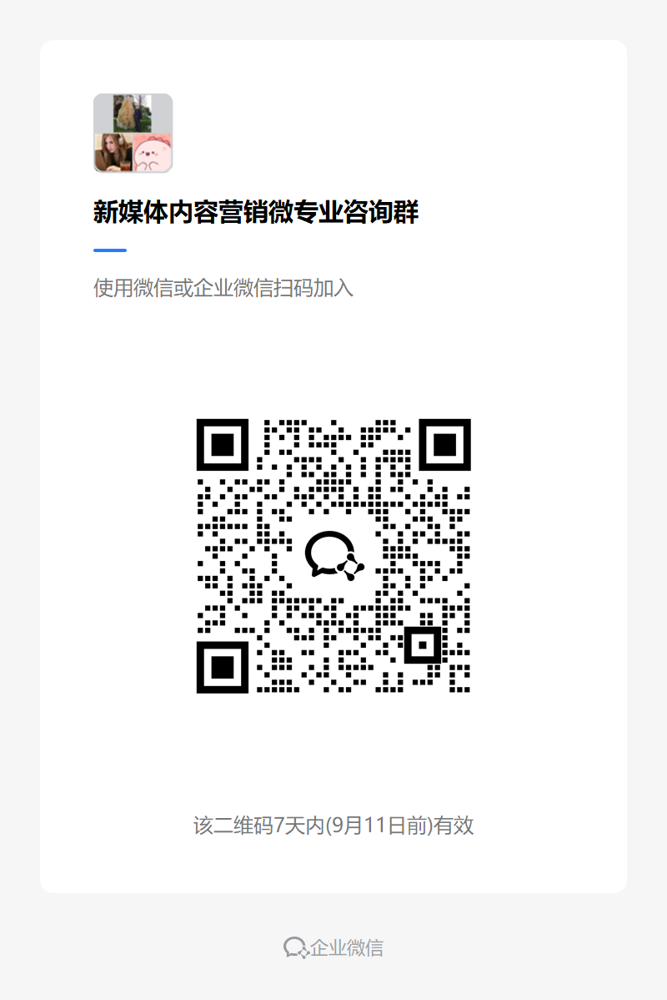 新媒体内容营销微专业咨询群
使用微信或企业微信扫码加入
该二维码7天内(9月11日前)有效
企业微信